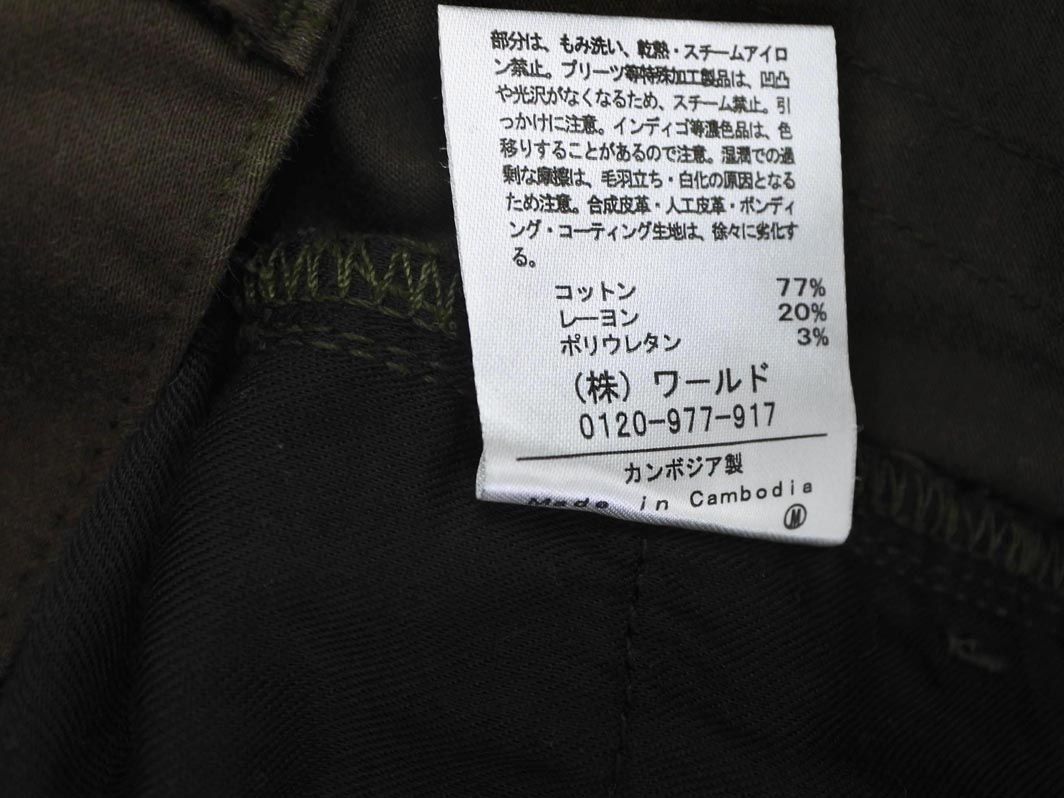 部分は、もみ洗い、乾熱・スチームアイロ
ン禁止。プリーツ等特殊加工製品は、凹凸
や光沢がなくなるため、スチーム禁止。引
っかけに注意。インディゴ等濃色品は、色
移りすることがあるので注意。湿潤での過
剰な摩擦は、毛羽立ち・白化の原因となる
ため注意。合成皮革・人工皮革・ボンディ
ング・コーティング生地は、徐々に劣化す
る。
コットン 77%
レーヨン 20%
ポリウレタン 3%
(株) ワールド
0120-977-917
カンボジア製
Made in Cambodia
M